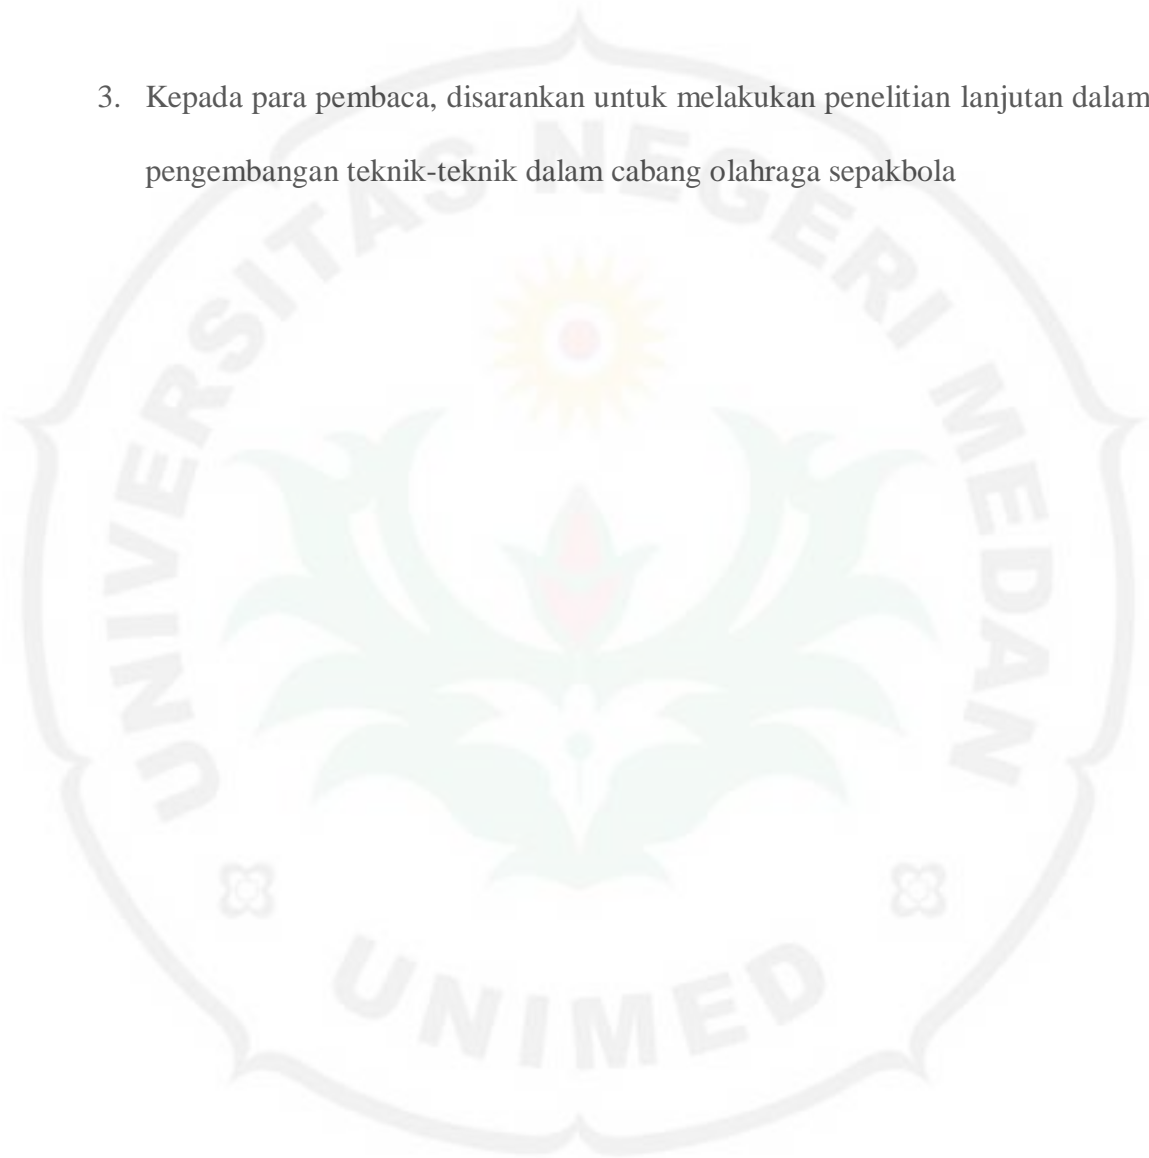 3. Kepada para pembaca, disarankan untuk melakukan penelitian lanjutan dalam
pengembangan teknik-teknik dalam cabang olahraga sepakbola
UNIVERSITAS NEGERI MEDAN
UNIMED